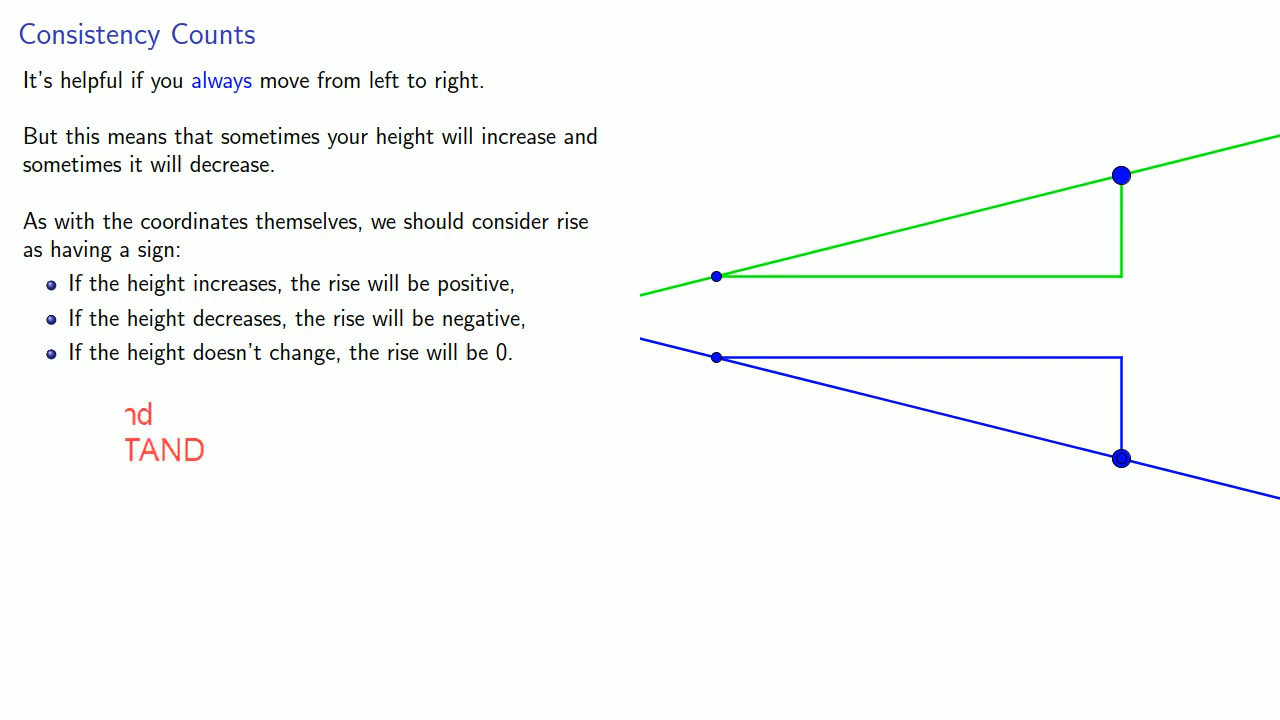 Consistency Counts
It's helpful if you always move from left to right.
But this means that sometimes your height will increase and
sometimes it will decrease.
As with the coordinates themselves, we should consider rise
as having a sign:
If the height increases, the rise will be positive,
If the height decreases, the rise will be negative,
If the height doesn't change, the rise will be 0.
nd
TAND